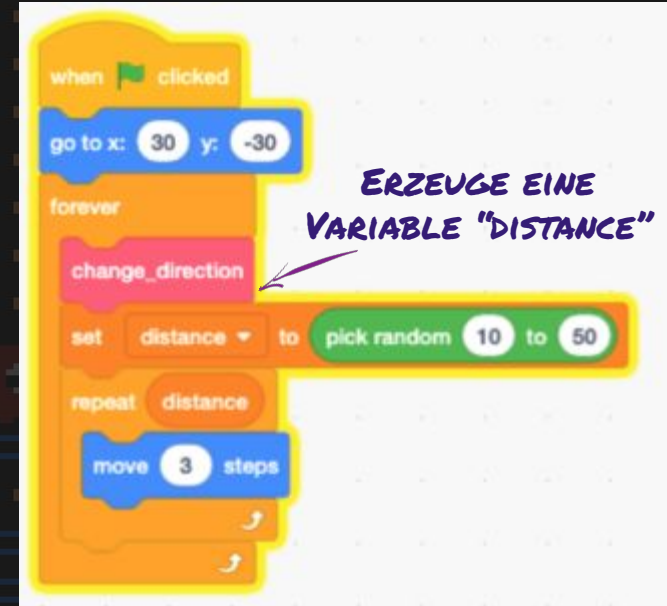 when clicked
go to x: 30 y: -30
ERZEUGE EINE
VARIABLE "DISTANCE"
forever
change_direction
set distance to pick random 10 to 50
repeat distance
move 3 steps